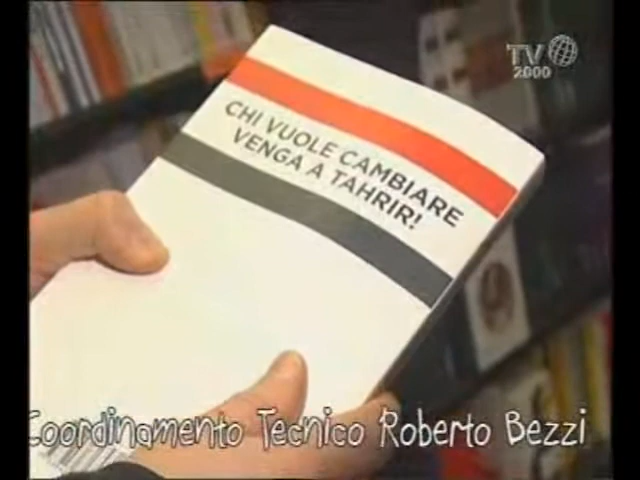 TV
2000
CHI VUOLE CAMBIARE
VENGA A TAHRIR!
Coordinamento Tecnico Roberto Bezzi